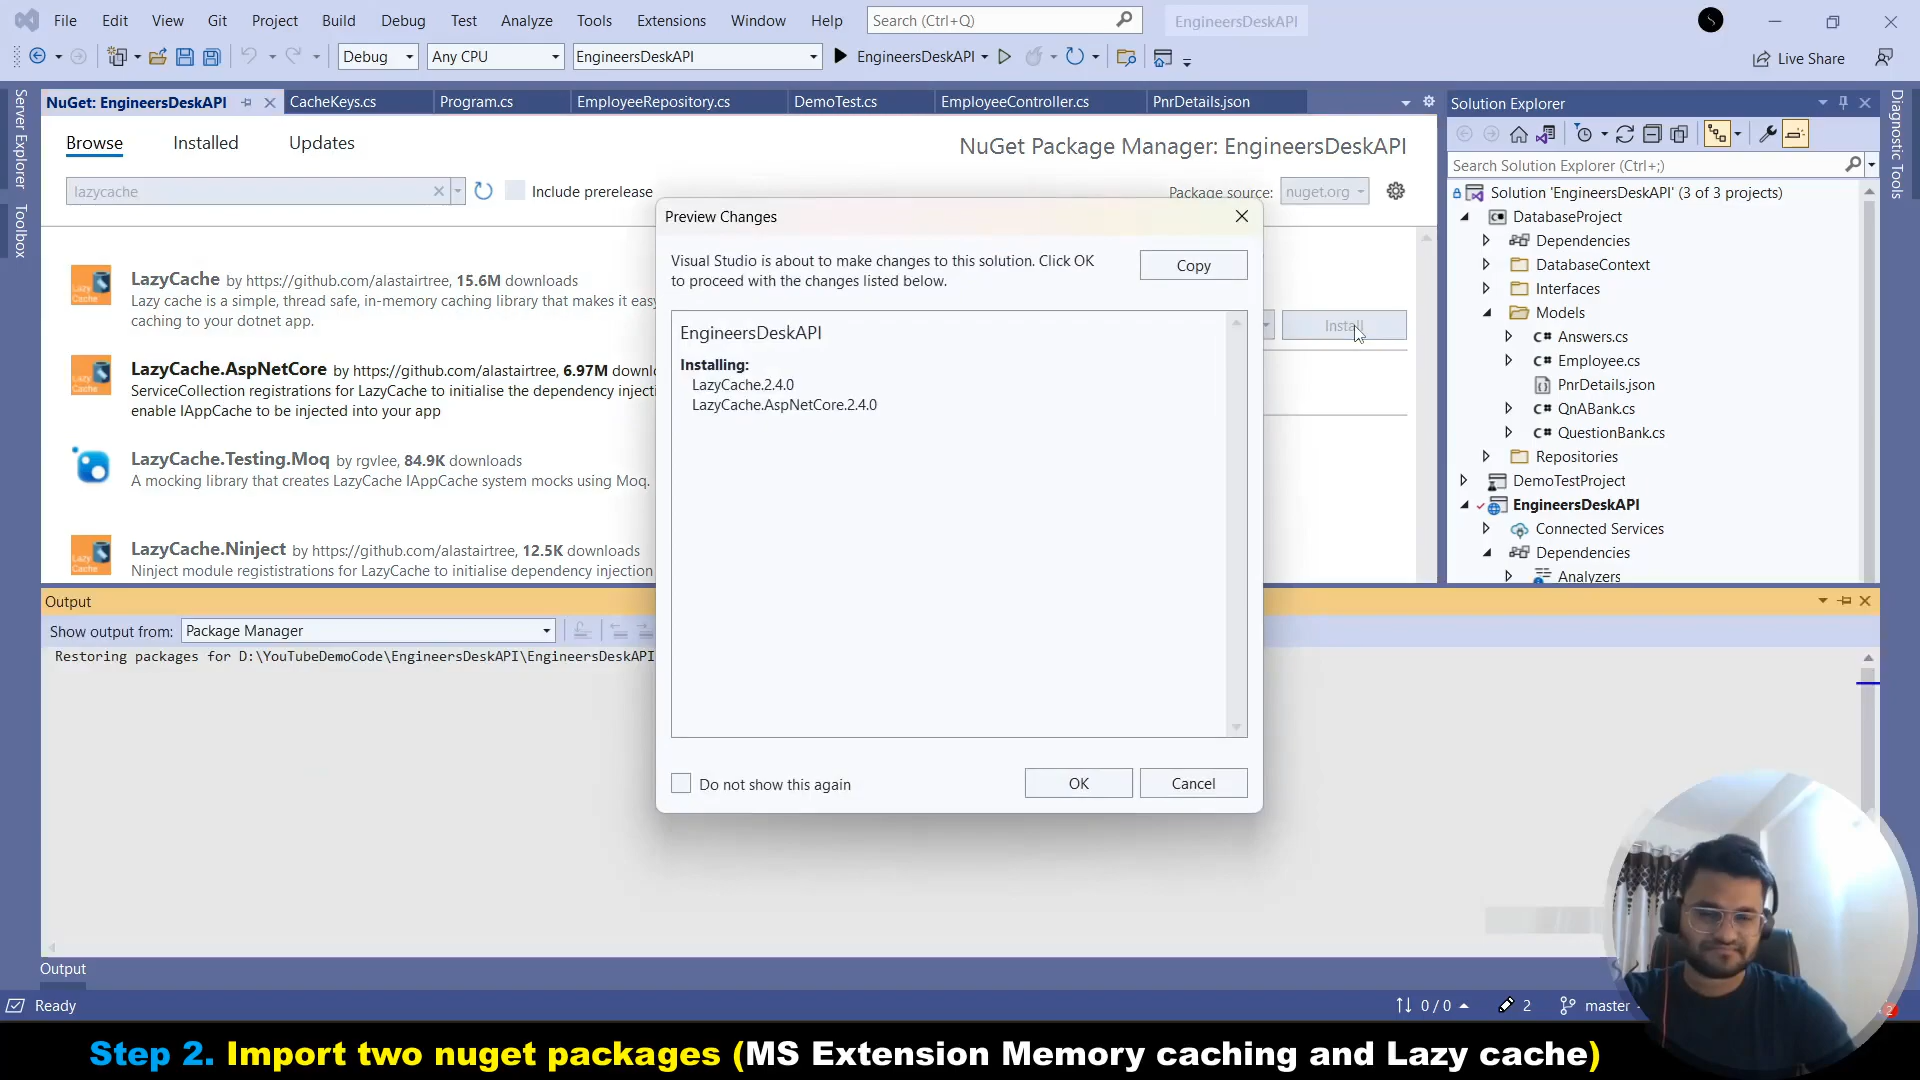 File Edit View Git Project Build Debug Test Analyze Tools Extensions Window Help Search (Ctrl+Q) EngineersDeskAPI
Debug Any CPU EngineersDeskAPI EngineersDeskAPI Live Share
Server Explorer
Toolbox
NuGet: EngineersDeskAPI CacheKeys.cs Program.cs EmployeeRepository.cs DemoTest.cs EmployeeController.cs PnrDetails.json
Browse Installed Updates
NuGet Package Manager: EngineersDeskAPI
lazycache Include prerelease Package source: nuget.org
LazyCache by https://github.com/alastairtree, 15.6M downloads
Lazy cache is a simple, thread safe, in-memory caching library that makes it easy
caching to your dotnet app.
LazyCache.AspNetCore by https://github.com/alastairtree, 6.97M downl
ServiceCollection registrations for LazyCache to initialise the dependency injecti
enable IAppCache to be injected into your app
LazyCache.Testing.Moq by rgvlee, 84.9K downloads
A mocking library that creates LazyCache IAppCache system mocks using Moq.
LazyCache.Ninject by https://github.com/alastairtree, 12.5K downloads
Ninject module regististrations for LazyCache to initialise dependency injection
Install
Preview Changes
Visual Studio is about to make changes to this solution. Click OK
to proceed with the changes listed below.
Copy
EngineersDeskAPI
Installing:
LazyCache.2.4.0
LazyCache.AspNetCore.2.4.0
Do not show this again OK Cancel
Solution Explorer
Search Solution Explorer (Ctrl+;)
Solution 'EngineersDeskAPI' (3 of 3 projects)
DatabaseProject
Dependencies
DatabaseContext
Interfaces
Models
C# Answers.cs
C# Employee.cs
PnrDetails.json
C# QnABank.cs
C# QuestionBank.cs
Repositories
DemoTestProject
EngineersDeskAPI
Connected Services
Dependencies
Analyzers
Diagnostic Tools
Output
Show output from: Package Manager
Restoring packages for D:\YouTubeDemoCode\EngineersDeskAPI\EngineersDeskAPI
Output
Ready 0 / 0 2 master
2
Step 2. Import two nuget packages (MS Extension Memory caching and Lazy cache)